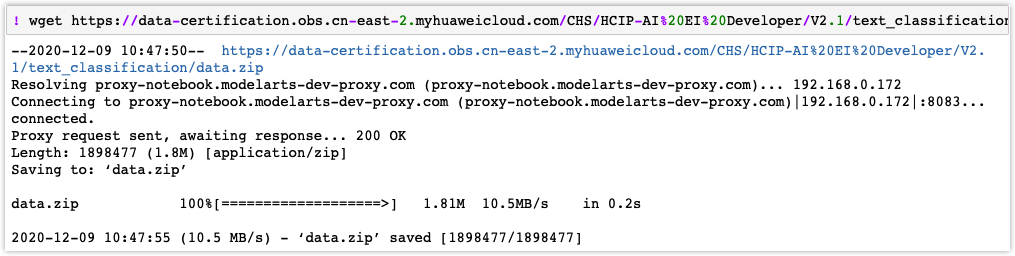 ! wget https://data-certification.obs.cn-east-2.myhuaweicloud.com/CHS/HCIP-AI%20EI%20Developer/V2.1/text_classification
--2020-12-09 10:47:50-- https://data-certification.obs.cn-east-2.myhuaweicloud.com/CHS/HCIP-AI%20EI%20Developer/V2.
1/text_classification/data.zip
Resolving proxy-notebook.modelarts-dev-proxy.com (proxy-notebook.modelarts-dev-proxy.com)... 192.168.0.172
Connecting to proxy-notebook.modelarts-dev-proxy.com (proxy-notebook.modelarts-dev-proxy.com)|192.168.0.172|:8083...
connected.
Proxy request sent, awaiting response... 200 OK
Length: 1898477 (1.8M) [application/zip]
Saving to: ‘data.zip’
data.zip 100%[===================>] 1.81M 10.5MB/s in 0.2s
2020-12-09 10:47:55 (10.5 MB/s) - ‘data.zip’ saved [1898477/1898477]